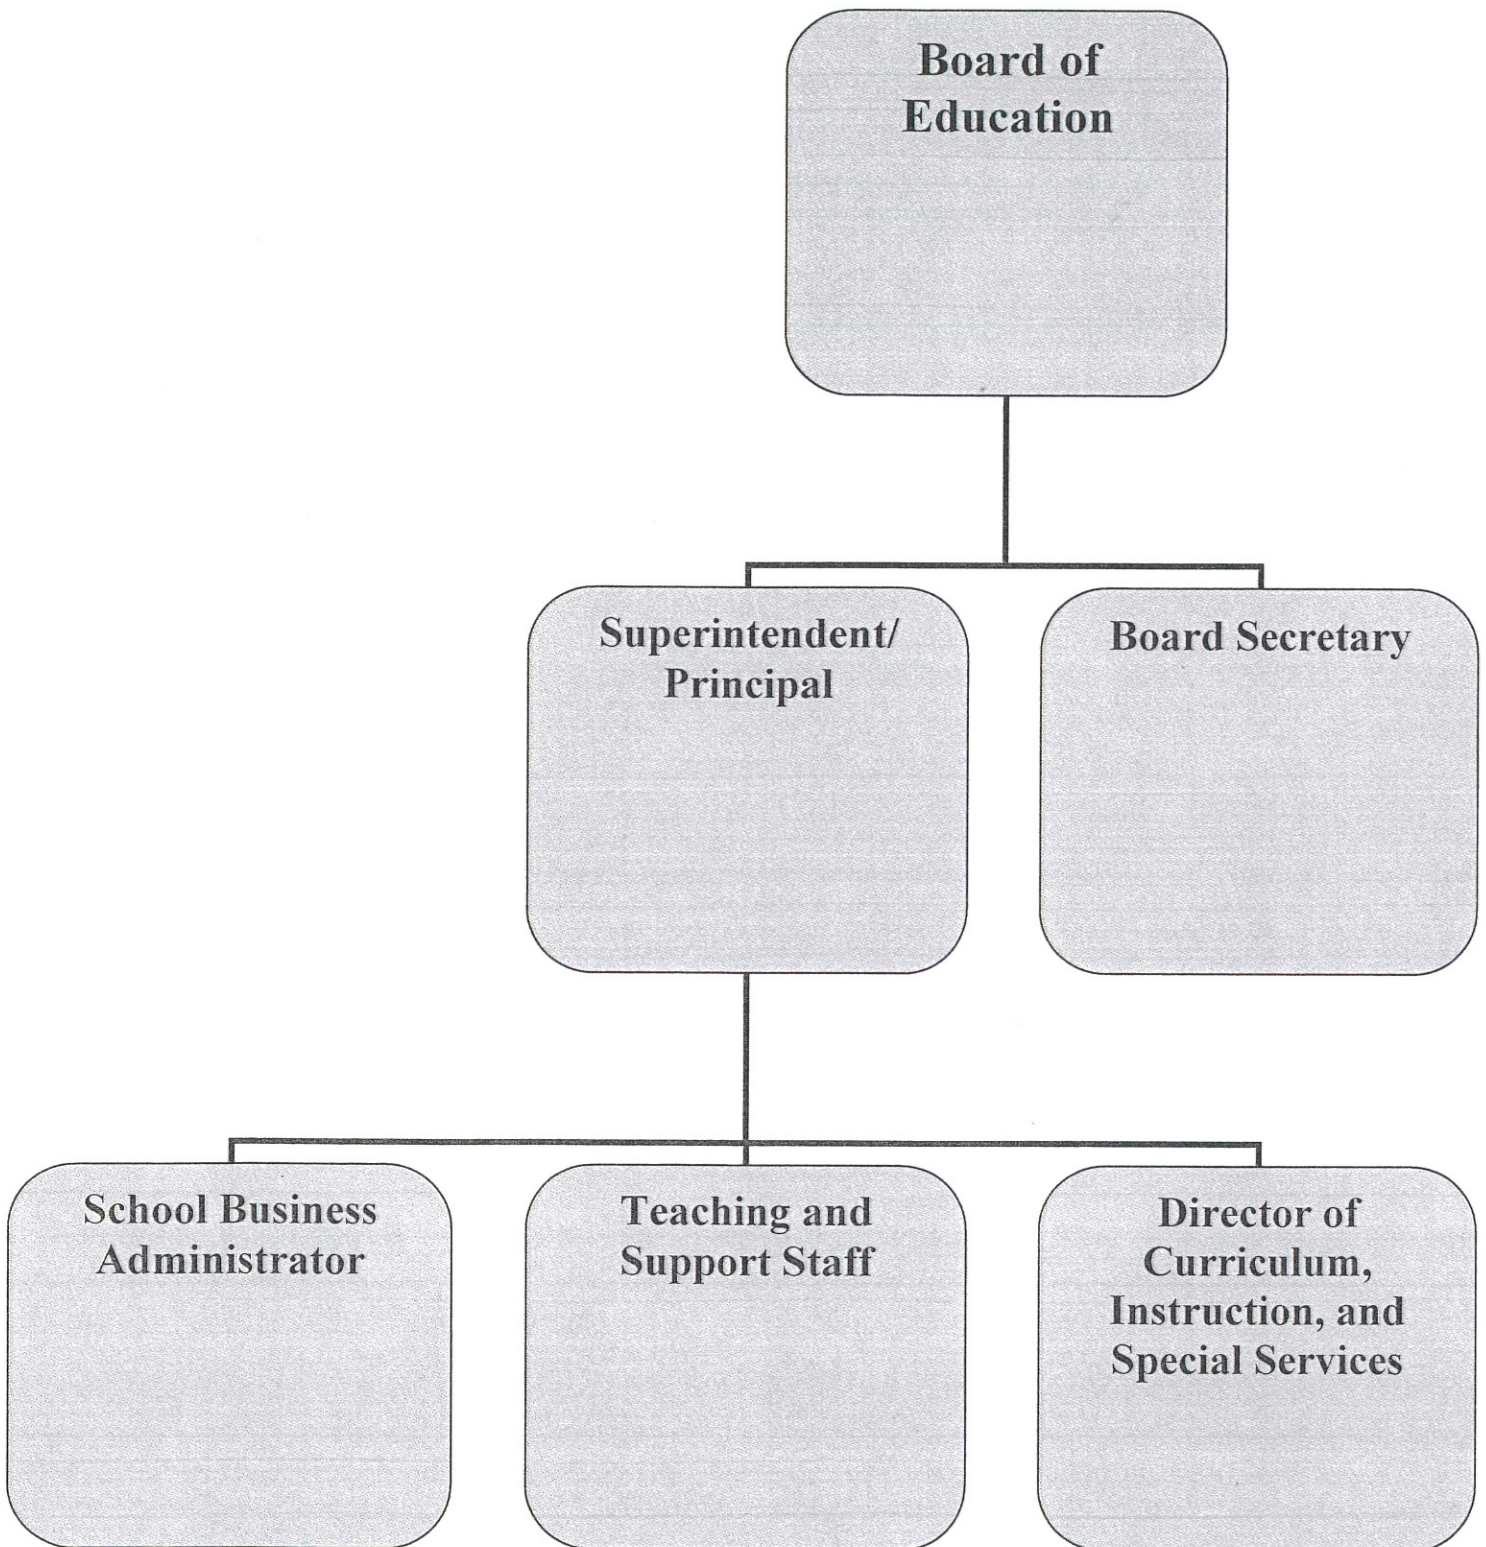 Board of
Education
Superintendent/
Principal
Board Secretary
School Business
Administrator
Teaching and
Support Staff
Director of
Curriculum,
Instruction, and
Special Services